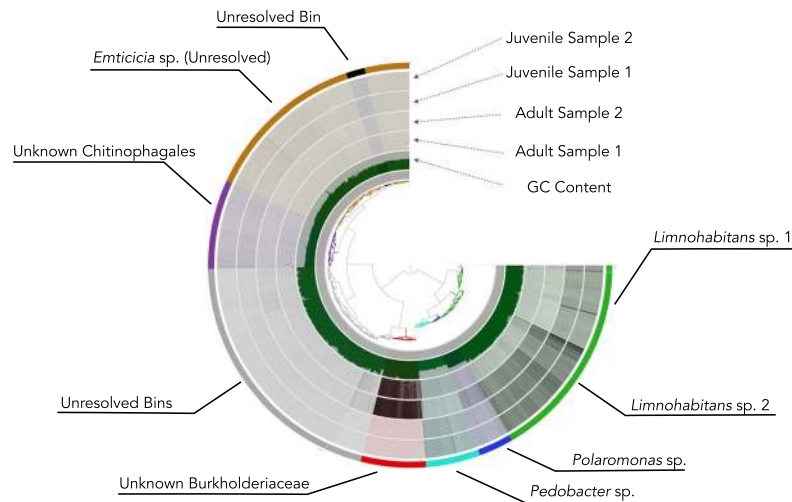 Unresolved Bin
Juvenile Sample 2
Emticicia sp. (Unresolved)
Juvenile Sample 1
Adult Sample 2
Unknown Chitinophagales
Adult Sample 1
GC Content
Limnohabitans sp. 1
Unresolved Bins
Limnohabitans sp. 2
Polaromonas sp.
Unknown Burkholderiaceae
Pedobacter sp.